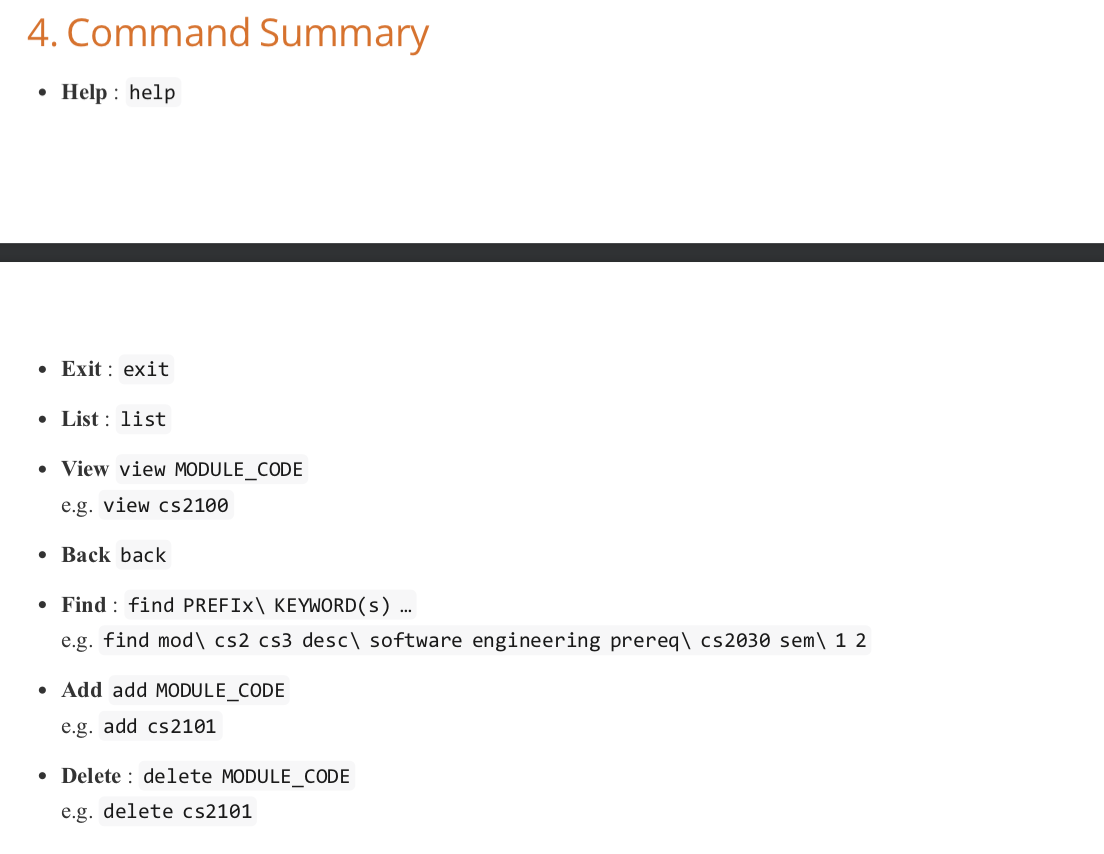 4. Command Summary
• Help : help
• Exit : exit
• List : list
• View view MODULE_CODE
e.g. view cs2100
• Back back
• Find : find PREFIx\ KEYWORD(s) …
e.g. find mod\ cs2 cs3 desc\ software engineering prereq\ cs2030 sem\ 1 2
• Add add MODULE_CODE
e.g. add cs2101
• Delete : delete MODULE_CODE
e.g. delete cs2101